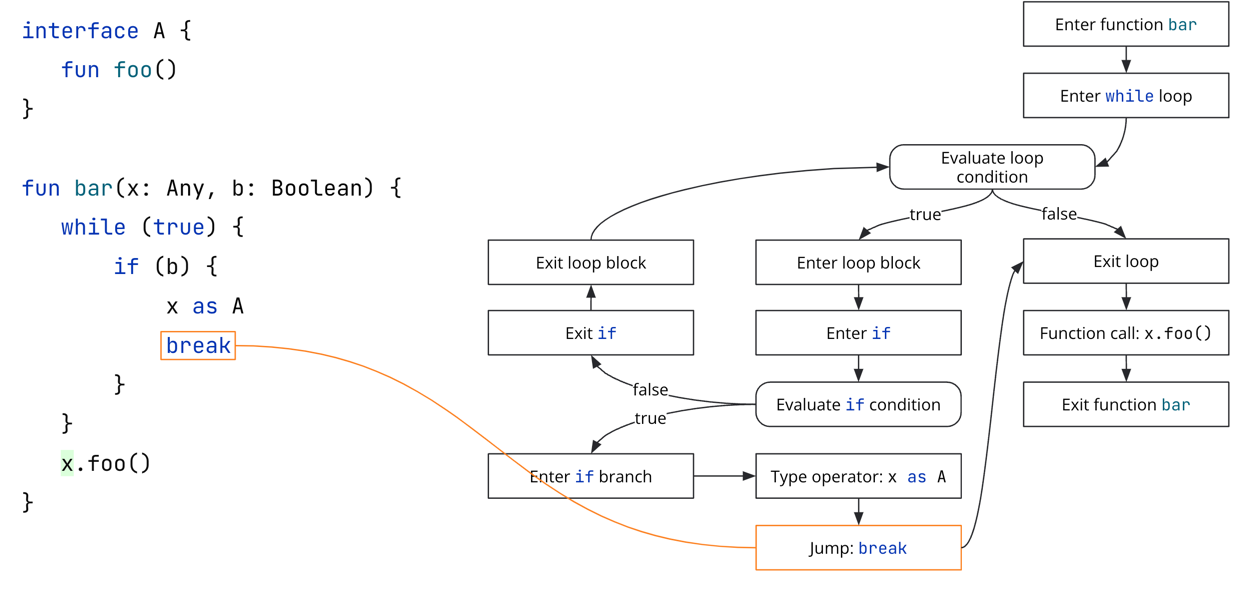 interface A {
fun foo()
}
fun bar(x: Any, b: Boolean) {
while (true) {
if (b) {
x as A
break
}
}
x.foo()
}
Enter function bar
Enter while loop
Evaluate loop
condition
true
false
Exit loop block
Enter loop block
Exit loop
Exit if
Enter if
Function call: x.foo()
false
true
Evaluate if condition
Exit function bar
Enter if branch
Type operator: x as A
Jump: break